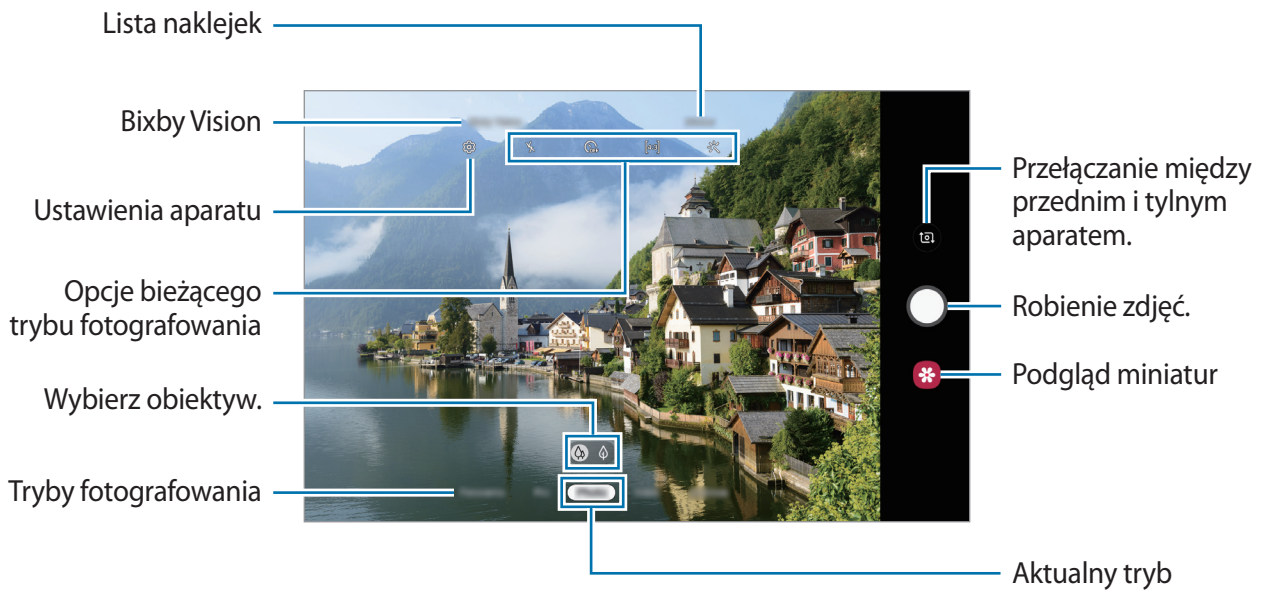 Lista naklejek
Bixby Vision
Ustawienia aparatu
Opcje bieżącego
trybu fotografowania
Wybierz obiektyw.
Tryby fotografowania
Przełączanie między
przednim i tylnym
aparatem.
Robienie zdjęć.
Podgląd miniatur
Aktualny tryb